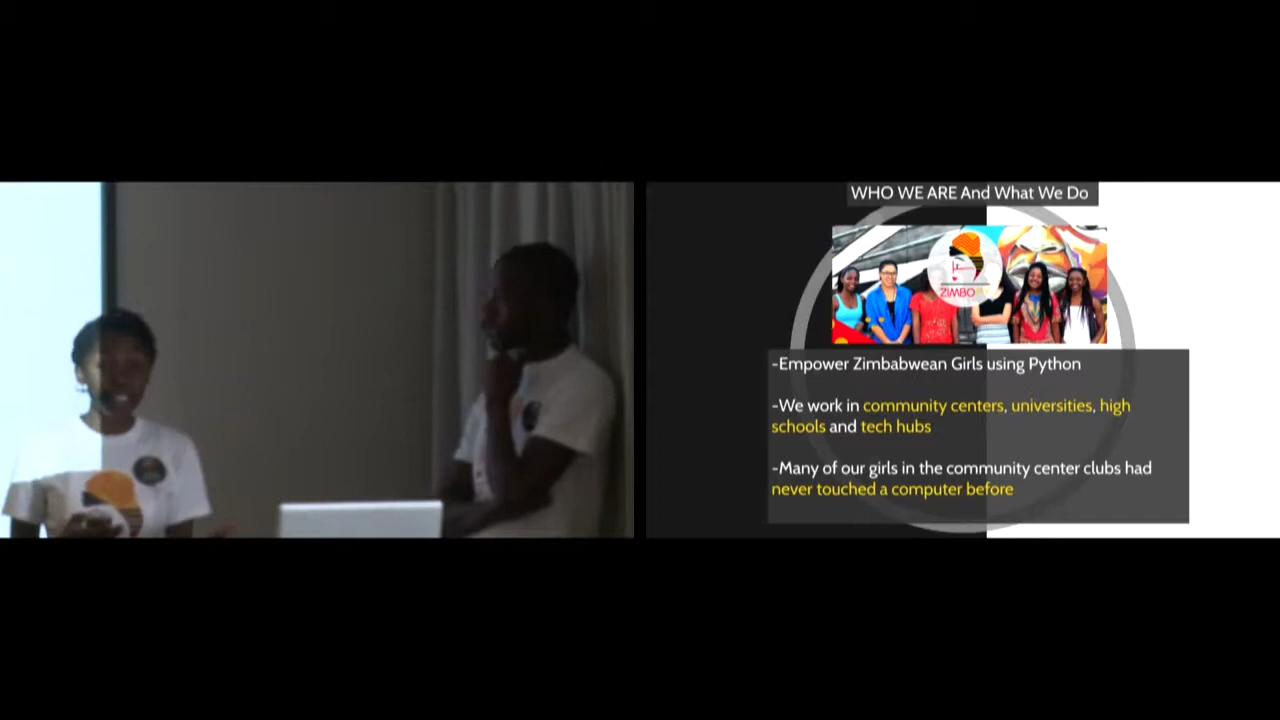 WHO WE ARE And What We Do
ZIMBO
-Empower Zimbabwean Girls using Python
-We work in community centers, universities, high
schools and tech hubs
-Many of our girls in the community center clubs had
never touched a computer before